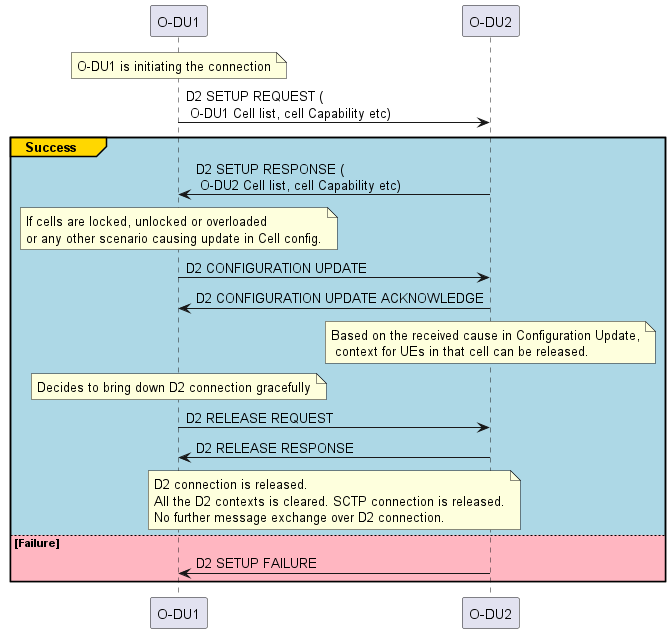 O-DU1
O-DU2
O-DU1 is initiating the connection
D2 SETUP REQUEST (
O-DU1 Cell list, cell Capability etc)
Success
D2 SETUP RESPONSE (
O-DU2 Cell list, cell Capability etc)
If cells are locked, unlocked or overloaded
or any other scenario causing update in Cell config.
D2 CONFIGURATION UPDATE
D2 CONFIGURATION UPDATE ACKNOWLEDGE
Based on the received cause in Configuration Update,
context for UEs in that cell can be released.
Decides to bring down D2 connection gracefully
D2 RELEASE REQUEST
D2 RELEASE RESPONSE
D2 connection is released.
All the D2 contexts is cleared. SCTP connection is released.
No further message exchange over D2 connection.
[Failure]
D2 SETUP FAILURE
O-DU1
O-DU2